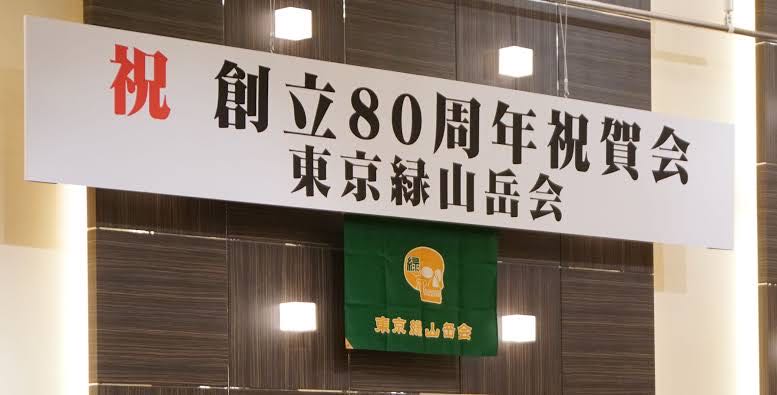 祝 創立80周年祝賀会
東京緑山岳会
緑
東京緑山岳会